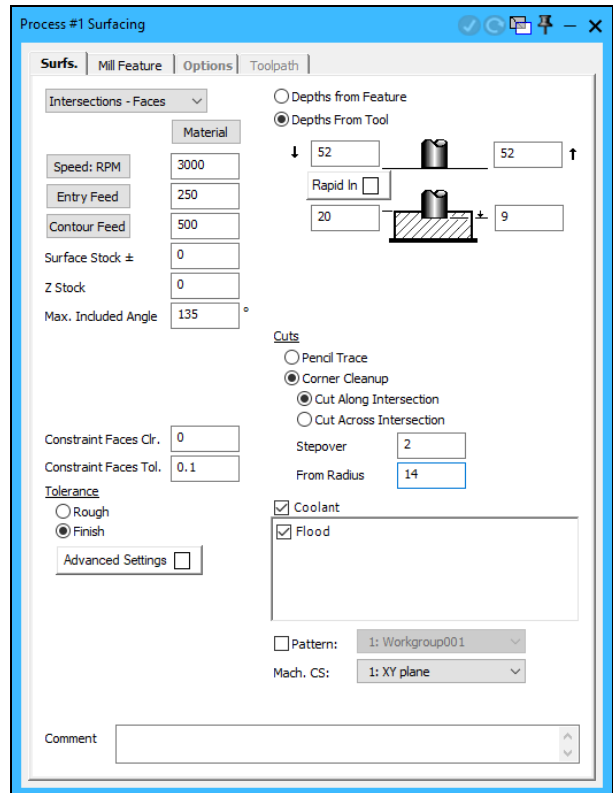 Process #1 Surfacing
Surfs. Mill Feature Options Toolpath
Intersections - Faces
Material
Speed: RPM 3000
Entry Feed 250
Contour Feed 500
Surface Stock ± 0
Z Stock 0
Max. Included Angle 135 °
Constraint Faces Clr. 0
Constraint Faces Tol. 0.1
Tolerance
Rough
Finish
Advanced Settings
Depths from Feature
Depths From Tool
52 52
Rapid In
20 9
Cuts
Pencil Trace
Corner Cleanup
Cut Along Intersection
Cut Across Intersection
Stepover 2
From Radius 14
Coolant
Flood
Pattern: 1: Workgroup001
Mach. CS: 1: XY plane
Comment